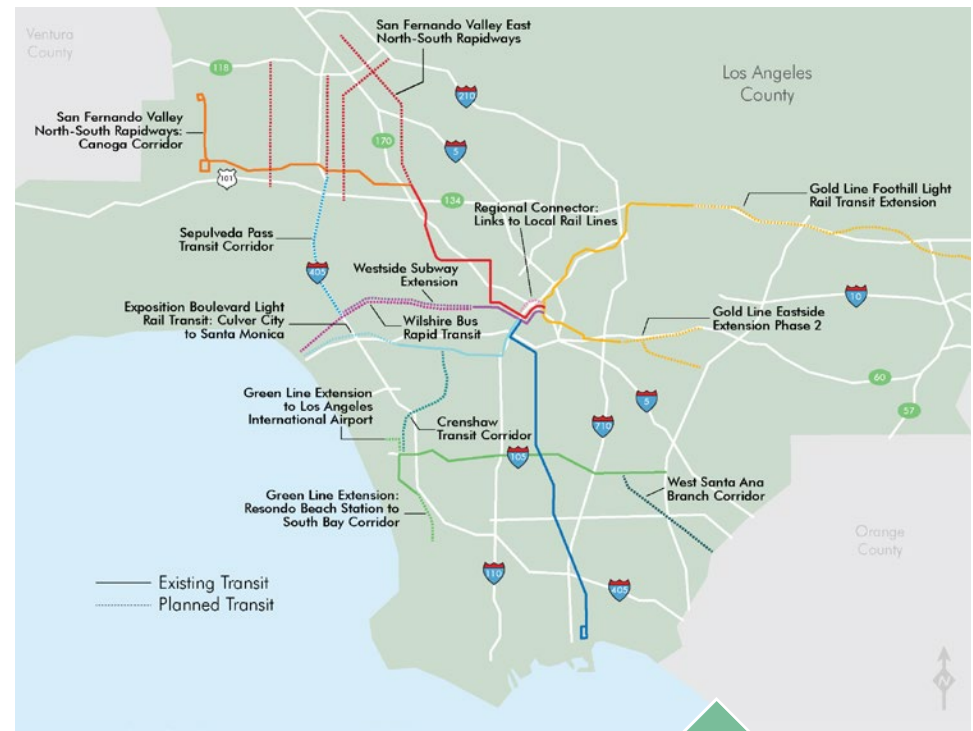 Ventura
County
San Fernando Valley East
North-South Rapidways
118
210
Los Angeles
County
San Fernando Valley
North-South Rapidways:
Canoga Corridor
170
5
101
134
Regional Connector:
Links to Local Rail Lines
Gold Line Foothill Light
Rail Transit Extension
Sepulveda Pass
Transit Corridor
405
Westside Subway
Extension
10
Exposition Boulevard Light
Rail Transit: Culver City
to Santa Monica
Wilshire Bus
Rapid Transit
Gold Line Eastside
Extension Phase 2
60
5
57
Green Line Extension
to Los Angeles
International Airport
Crenshaw
Transit Corridor
710
105
West Santa Ana
Branch Corridor
Green Line Extension:
Resondo Beach Station to
South Bay Corridor
Orange
County
110
405
Existing Transit
Planned Transit
N